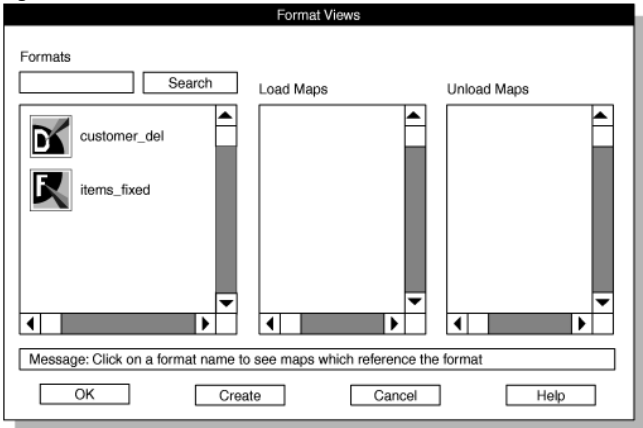 Format Views
Formats
Search
Load Maps
Unload Maps
D customer_del
F items_fixed
Message: Click on a format name to see maps which reference the format
OK Create Cancel Help